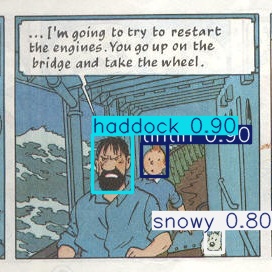 ...I'm going to try to restart
the engines. You go up on the
bridge and take the wheel.
haddock 0.90
tintin 0.90
snowy 0.80